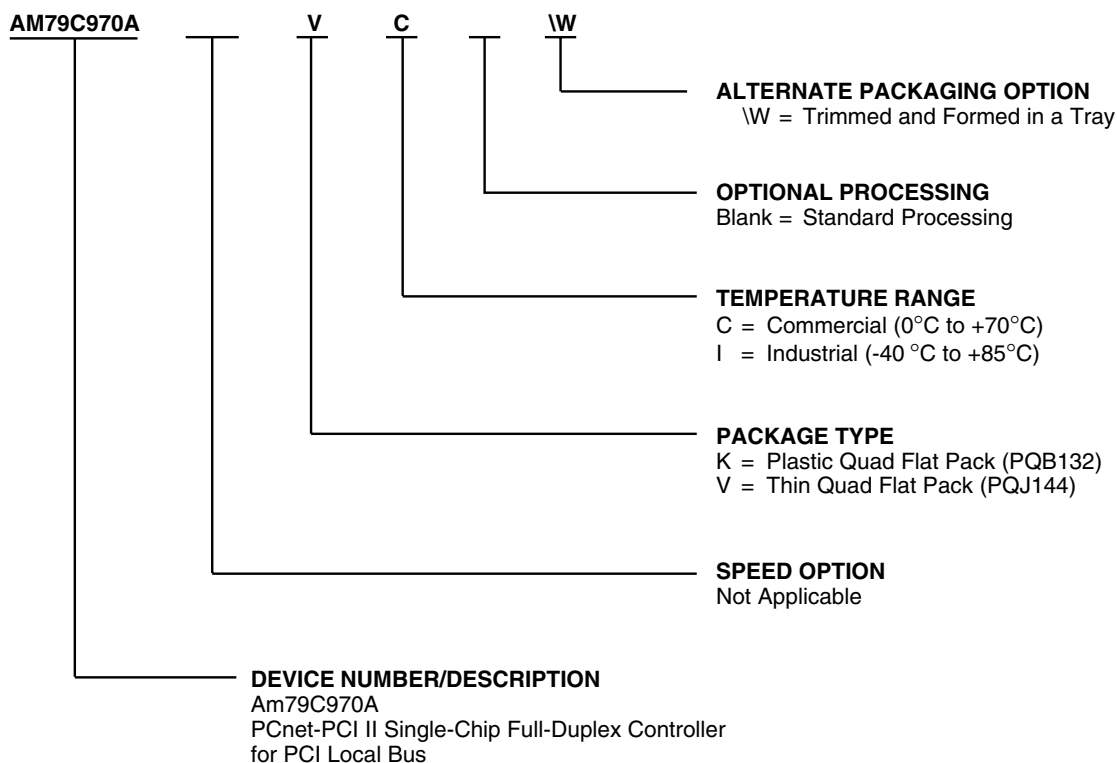 AM79C970A V C \W
ALTERNATE PACKAGING OPTION
\W = Trimmed and Formed in a Tray
OPTIONAL PROCESSING
Blank = Standard Processing
TEMPERATURE RANGE
C = Commercial (0°C to +70°C)
I = Industrial (-40 °C to +85°C)
PACKAGE TYPE
K = Plastic Quad Flat Pack (PQB132)
V = Thin Quad Flat Pack (PQJ144)
SPEED OPTION
Not Applicable
DEVICE NUMBER/DESCRIPTION
Am79C970A
PCnet-PCI II Single-Chip Full-Duplex Controller
for PCI Local Bus